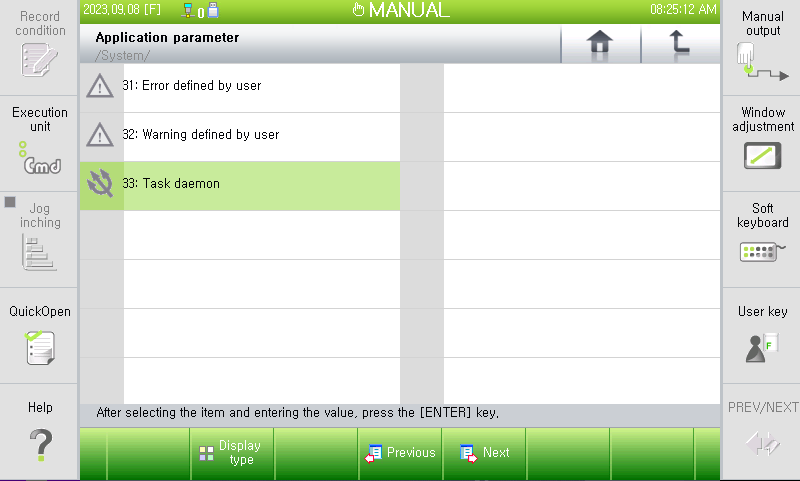 Record
condition
Execution
unit
Cmd
Jog
inching
QuickOpen
Help
?
2023.09.08 [F]
0
MANUAL
08:25:12 AM
Application parameter
/System/
31: Error defined by user
32: Warning defined by user
33: Task daemon
After selecting the item and entering the value, press the [ENTER] key.
Display
type
Previous
Next
Manual
output
Window
adjustment
Soft
keyboard
User key
F
PREV/NEXT